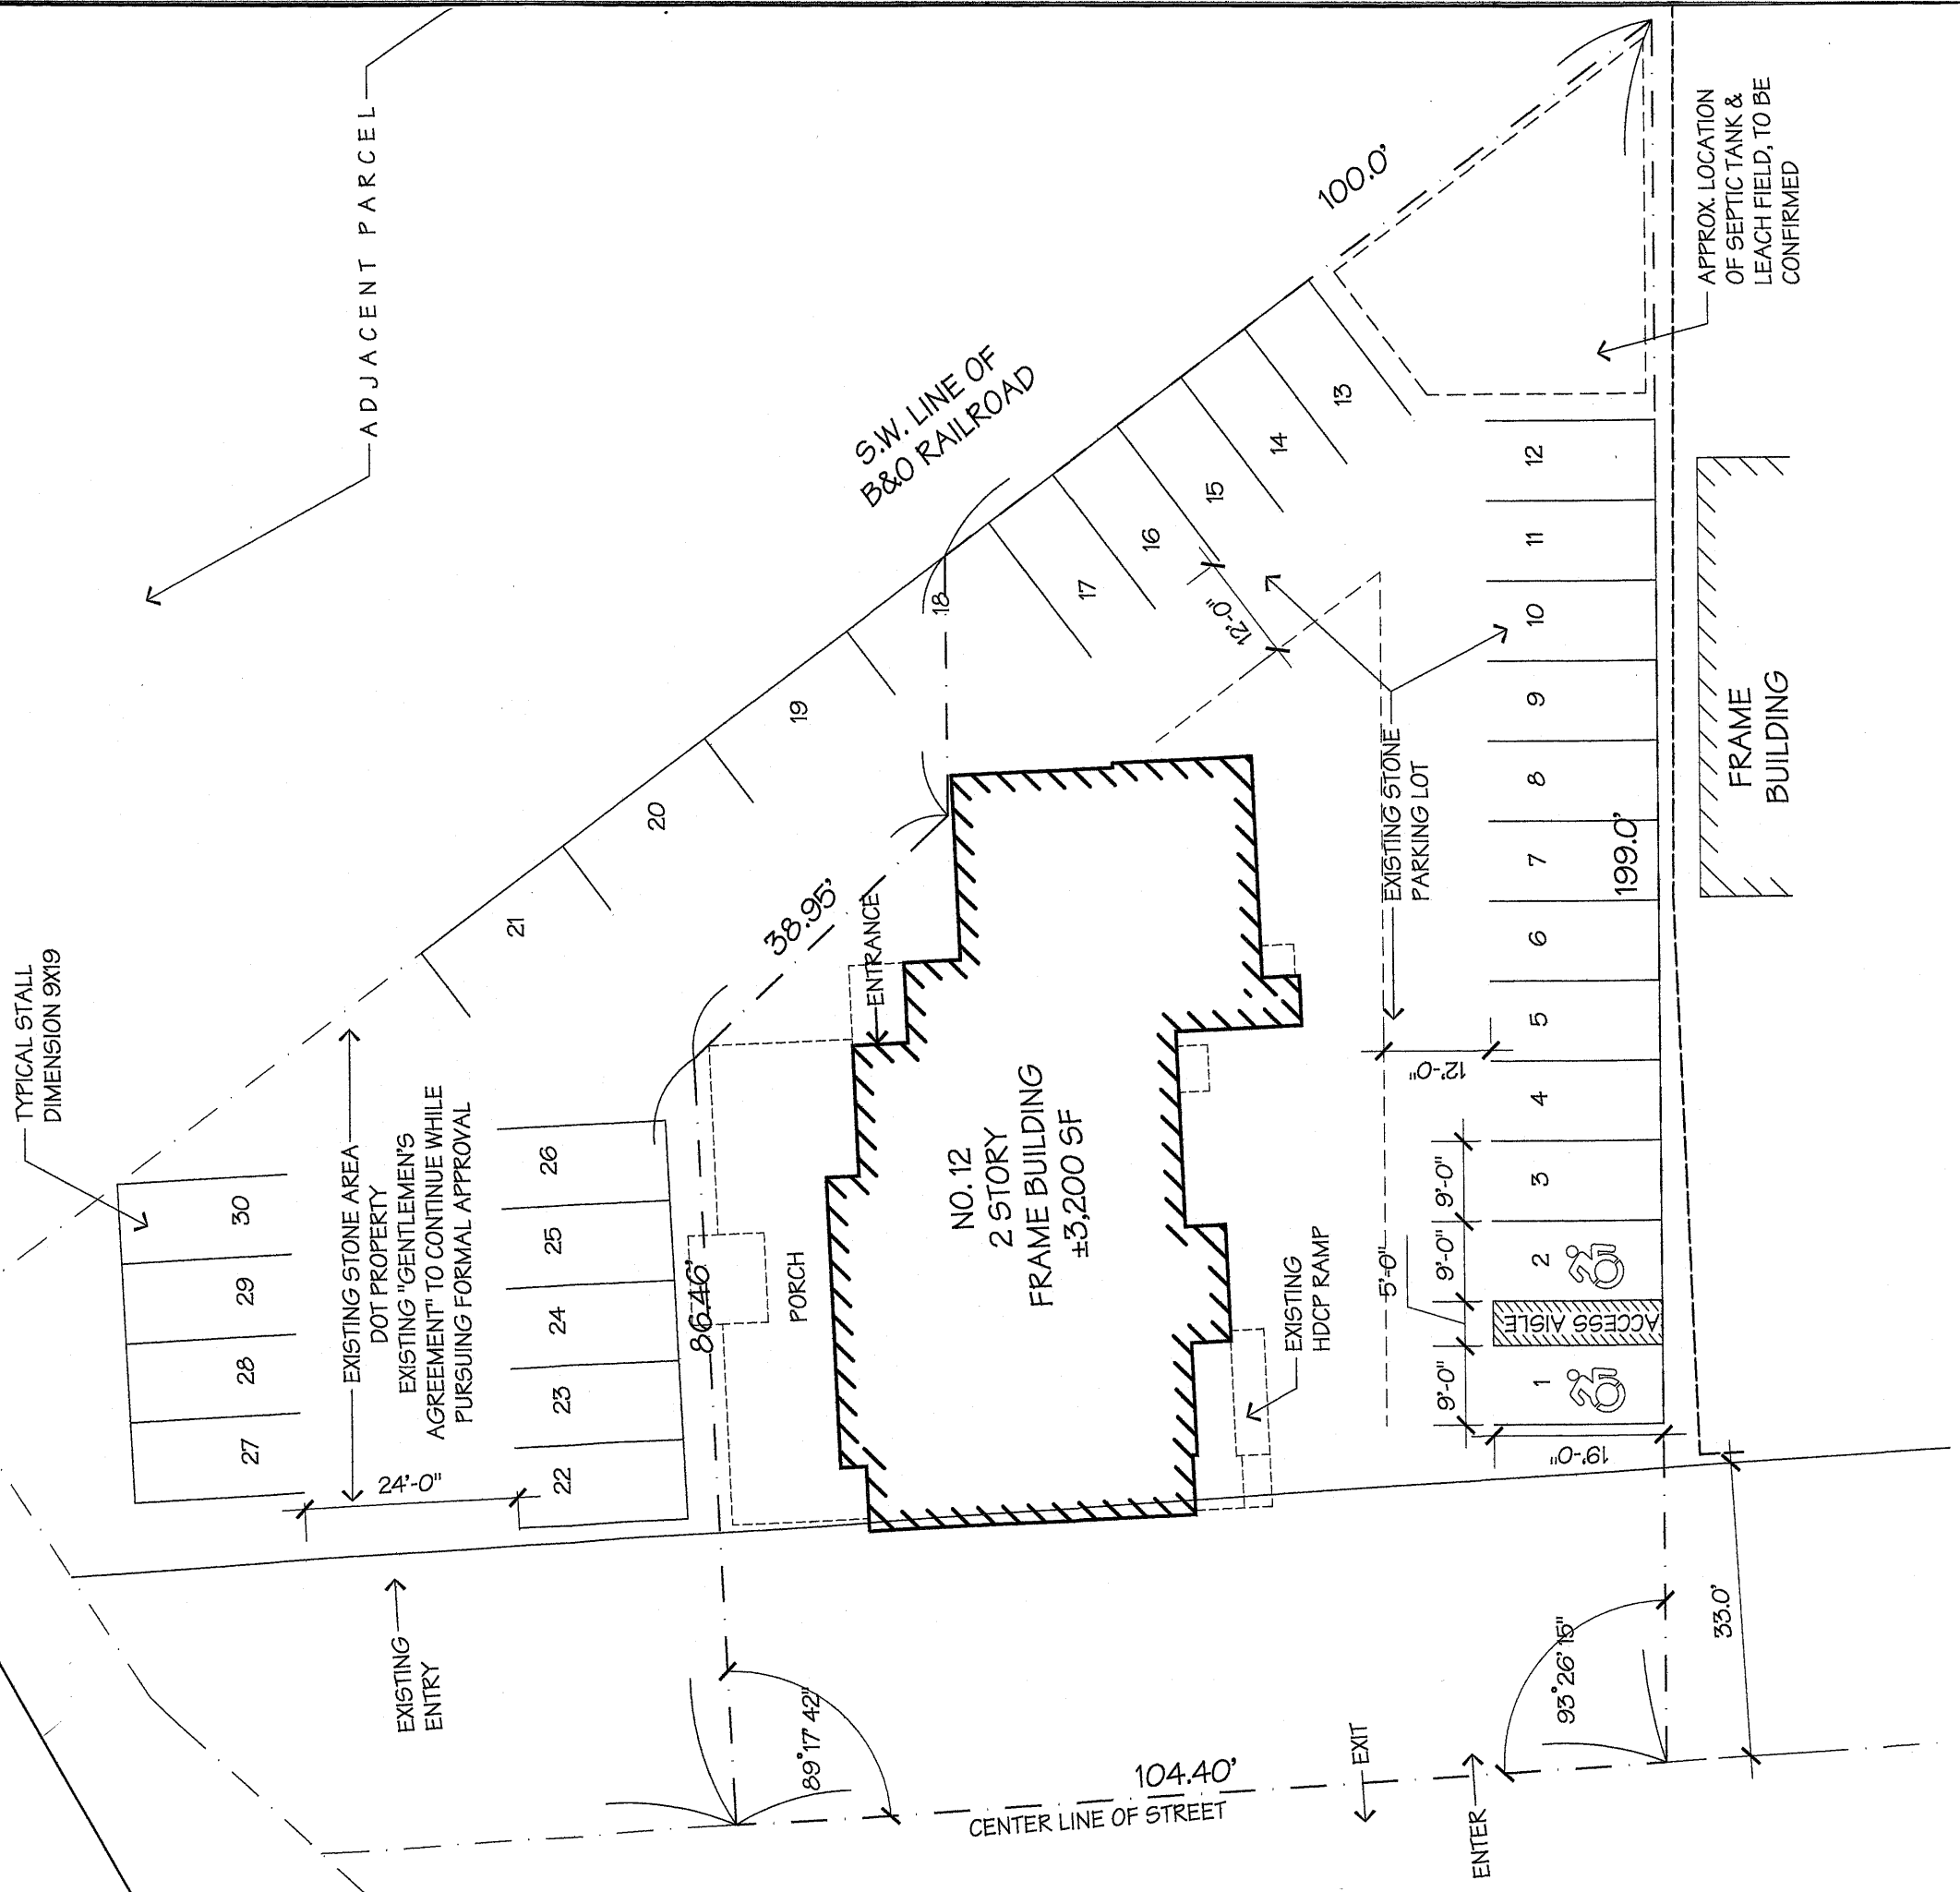 ADJACENT PARCEL
TYPICAL STALL
DIMENSION 9X19
EXISTING STONE AREA
DOT PROPERTY
EXISTING "GENTLEMEN'S
AGREEMENT" TO CONTINUE WHILE
PURSUING FORMAL APPROVAL
27
28
29
30
24'-0"
22
23
24
25
26
21
20
19
18
17
16
15
14
13
S.W. LINE OF
B&O RAILROAD
100.0'
38.95'
86.46'
ENTRANCE
PORCH
NO. 12
2 STORY
FRAME BUILDING
±3,200 SF
EXISTING
HDCP RAMP
12'-0"
EXISTING STONE
PARKING LOT
12'-0"
5'-0"
9'-0"
9'-0"
9'-0"
19'-0"
1
ACCESS AISLE
2
3
4
5
6
7
8
9
10
11
12
199.0'
FRAME
BUILDING
APPROX. LOCATION
OF SEPTIC TANK &
LEACH FIELD, TO BE
CONFIRMED
EXISTING
ENTRY
89°17'42"
104.40'
CENTER LINE OF STREET
EXIT
ENTER
93°26'15"
33.0'